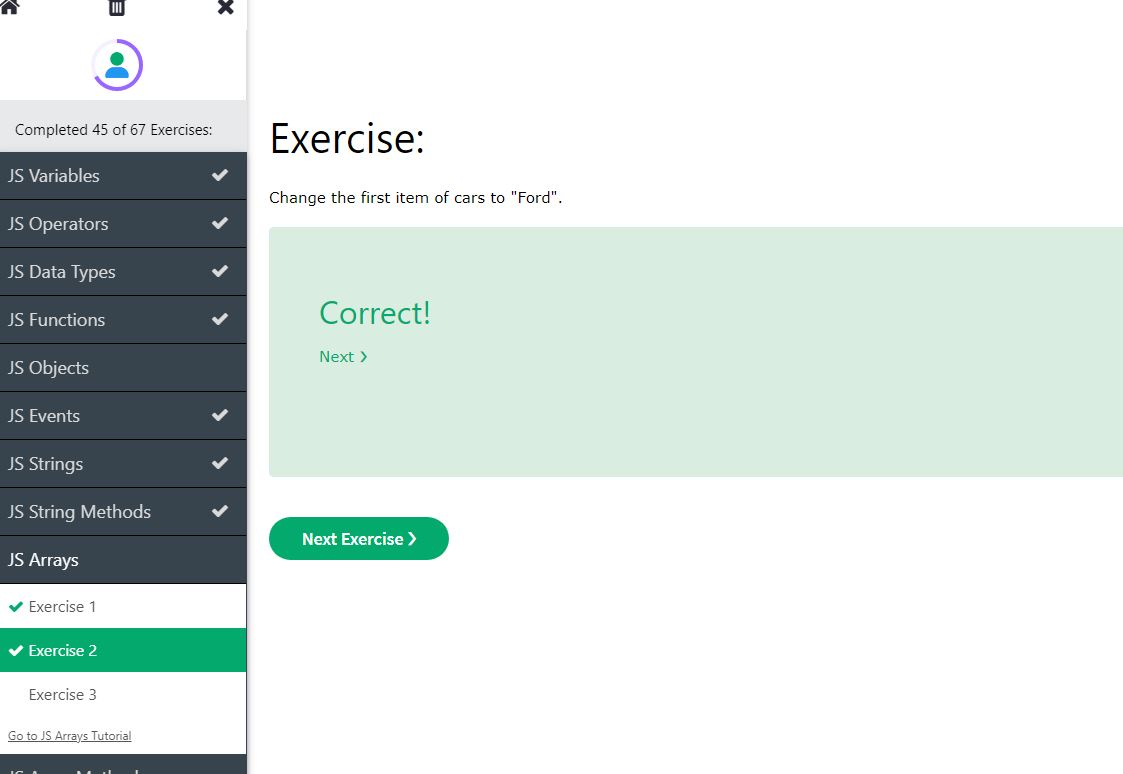 Completed 45 of 67 Exercises:
JS Variables
JS Operators
JS Data Types
JS Functions
JS Objects
JS Events
JS Strings
JS String Methods
JS Arrays
Exercise 1
Exercise 2
Exercise 3
Go to JS Arrays Tutorial
Exercise:
Change the first item of cars to "Ford".
Correct!
Next ❯
Next Exercise ❯